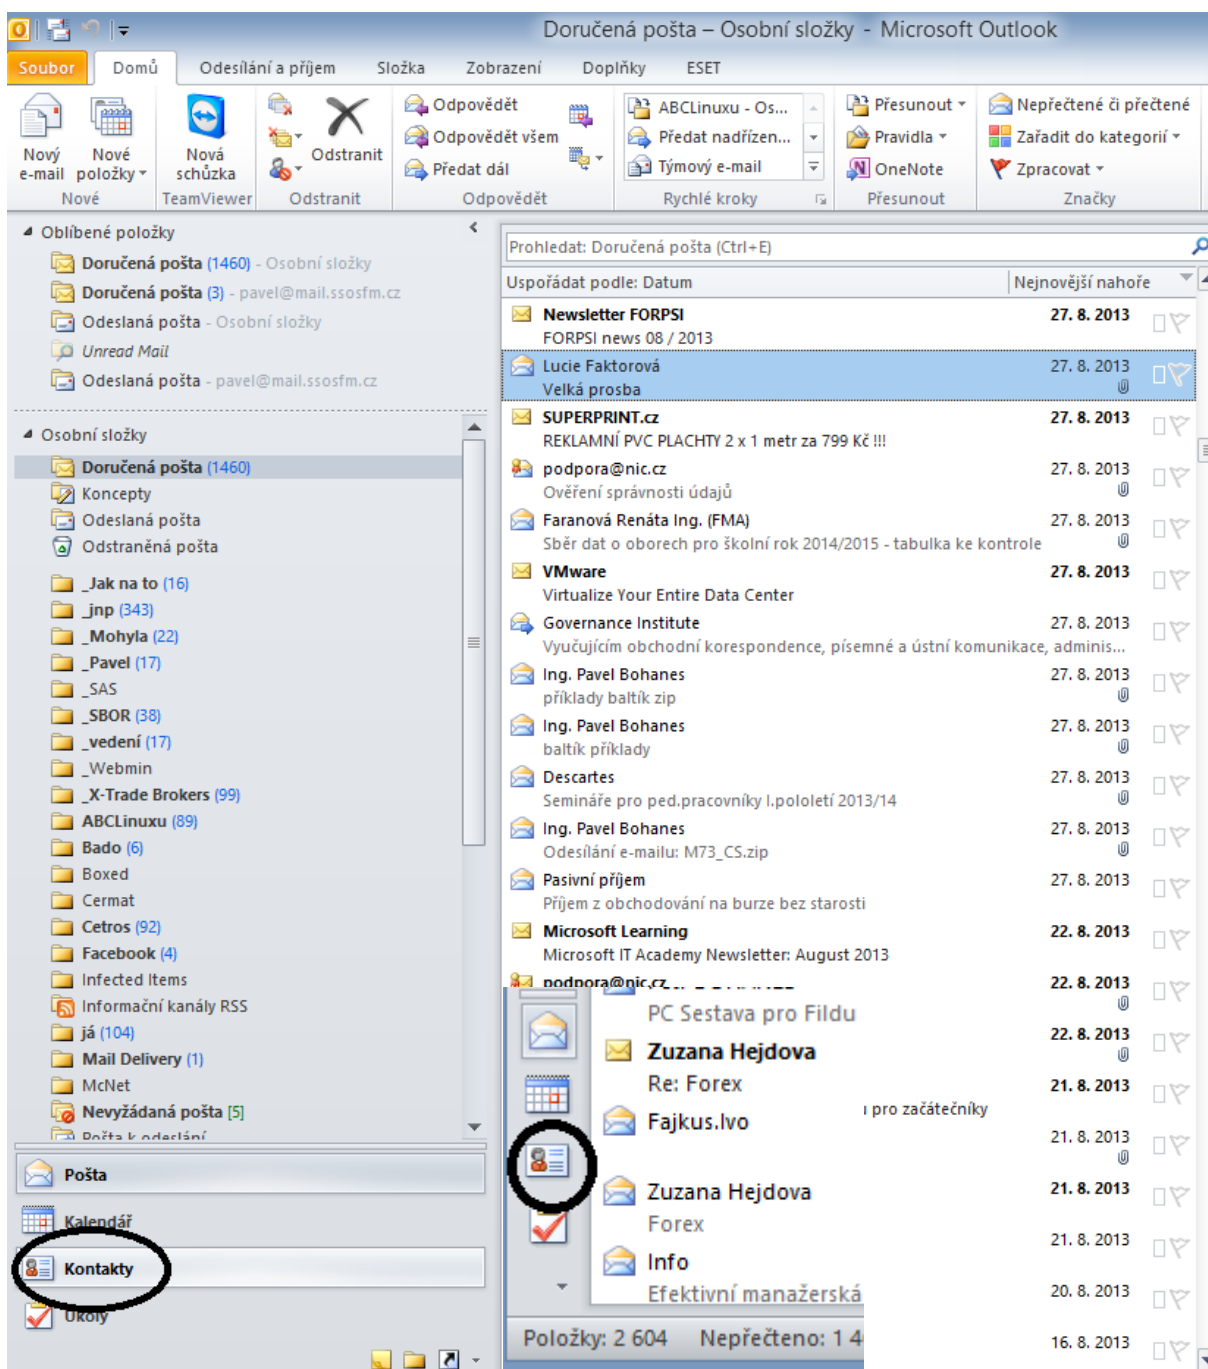 Doručená pošta – Osobní složky - Microsoft Outlook
Soubor Domů Odesílání a příjem Složka Zobrazení Doplňky ESET
Nový e-mail
Nové položky
Nové
Nová schůzka
TeamViewer
Odstranit
Odstranit
Odpovědět
Odpovědět všem
Předat dál
Odpovědět
ABCLinuxu - Os...
Předat nadřízen...
Týmový e-mail
Rychlé kroky
Přesunout
Pravidla
OneNote
Přesunout
Nepřečtené či přečtené
Zařadit do kategorií
Zpracovat
Značky
Oblíbené položky
Doručená pošta (1460) - Osobní složky
Doručená pošta (3) - pavel@mail.ssosfm.cz
Odeslaná pošta - Osobní složky
Unread Mail
Odeslaná pošta - pavel@mail.ssosfm.cz
Osobní složky
Doručená pošta (1460)
Koncepty
Odeslaná pošta
Odstraněná pošta
_Jak na to (16)
_jnp (343)
_Mohyla (22)
_Pavel (17)
_SAS
_SBOR (38)
_vedení (17)
_Webmin
_X-Trade Brokers (99)
ABCLinuxu (89)
Bado (6)
Boxed
Cermat
Cetros (92)
Facebook (4)
Infected Items
Informační kanály RSS
já (104)
Mail Delivery (1)
McNet
Nevyžádaná pošta [5]
Pošta k odeslání
Pošta
Kalendář
Kontakty
Úkoly
Prohledat: Doručená pošta (Ctrl+E)
Uspořádat podle: Datum Nejnovější nahoře
Newsletter FORPSI 27. 8. 2013
FORPSI news 08 / 2013
Lucie Faktorová 27. 8. 2013
Velká prosba
SUPERPRINT.cz 27. 8. 2013
REKLAMNÍ PVC PLACHTY 2 x 1 metr za 799 Kč !!!
podpora@nic.cz 27. 8. 2013
Ověření správnosti údajů
Faranová Renáta Ing. (FMA) 27. 8. 2013
Sběr dat o oborech pro školní rok 2014/2015 - tabulka ke kontrole
VMware 27. 8. 2013
Virtualize Your Entire Data Center
Governance Institute 27. 8. 2013
Vyučujícím obchodní korespondence, písemné a ústní komunikace, adminis...
Ing. Pavel Bohanes 27. 8. 2013
příklady baltík zip
Ing. Pavel Bohanes 27. 8. 2013
baltík příklady
Descartes 27. 8. 2013
Semináře pro ped.pracovníky I.pololetí 2013/14
Ing. Pavel Bohanes 27. 8. 2013
Odesílání e-mailu: M73_CS.zip
Pasivní příjem 27. 8. 2013
Příjem z obchodování na burze bez starosti
Microsoft Learning 22. 8. 2013
Microsoft IT Academy Newsletter: August 2013
podpora@nic.cz 22. 8. 2013
22. 8. 2013
21. 8. 2013
u pro začátečníky
21. 8. 2013
21. 8. 2013
21. 8. 2013
20. 8. 2013
16. 8. 2013
PC Sestava pro Fildu
Zuzana Hejdova
Re: Forex
Fajkus.Ivo
Zuzana Hejdova
Forex
Info
Efektivní manažerská
Položky: 2 604 Nepřečteno: 1 4